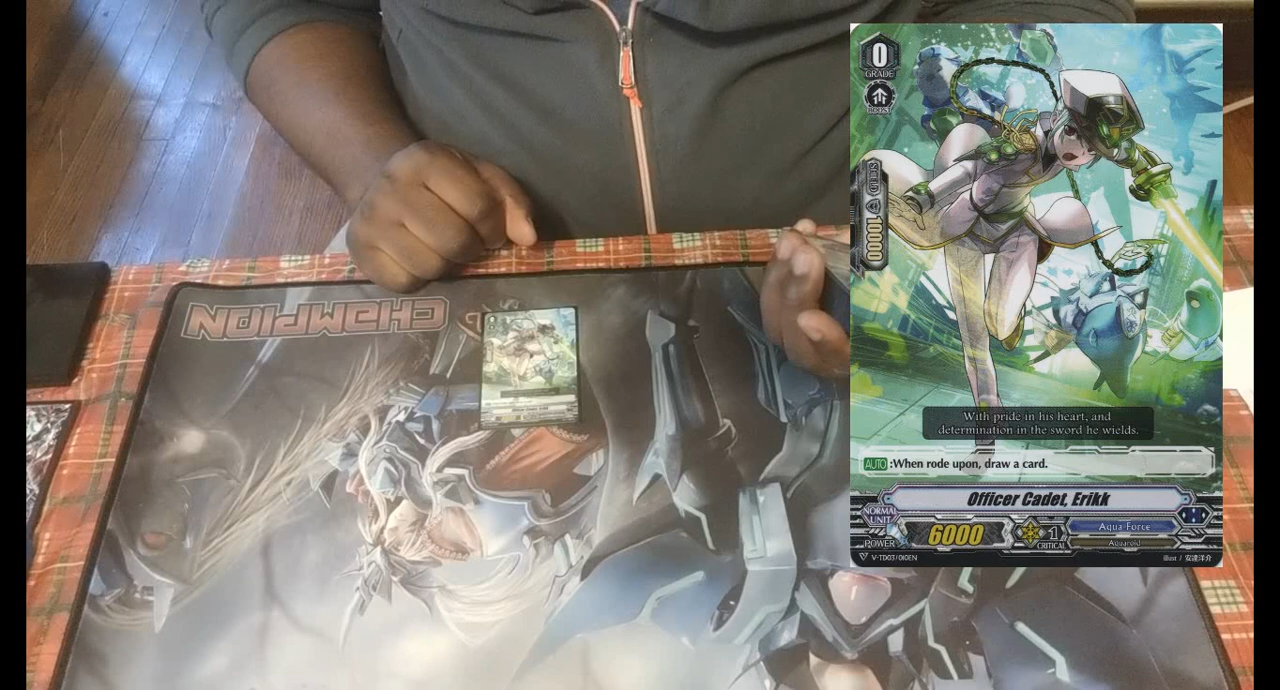 CHAMPION
0
GRADE
BOOST
SHIELD
10000
With pride in his heart, and
determination in the sword he wields.
AUTO :When rode upon, draw a card.
Officer Cadet, Erikk
NORMAL
UNIT
POWER
6000
1
CRITICAL
Aqua Force
Aquaroid
V-TD03/010EN
illust / 安達洋介